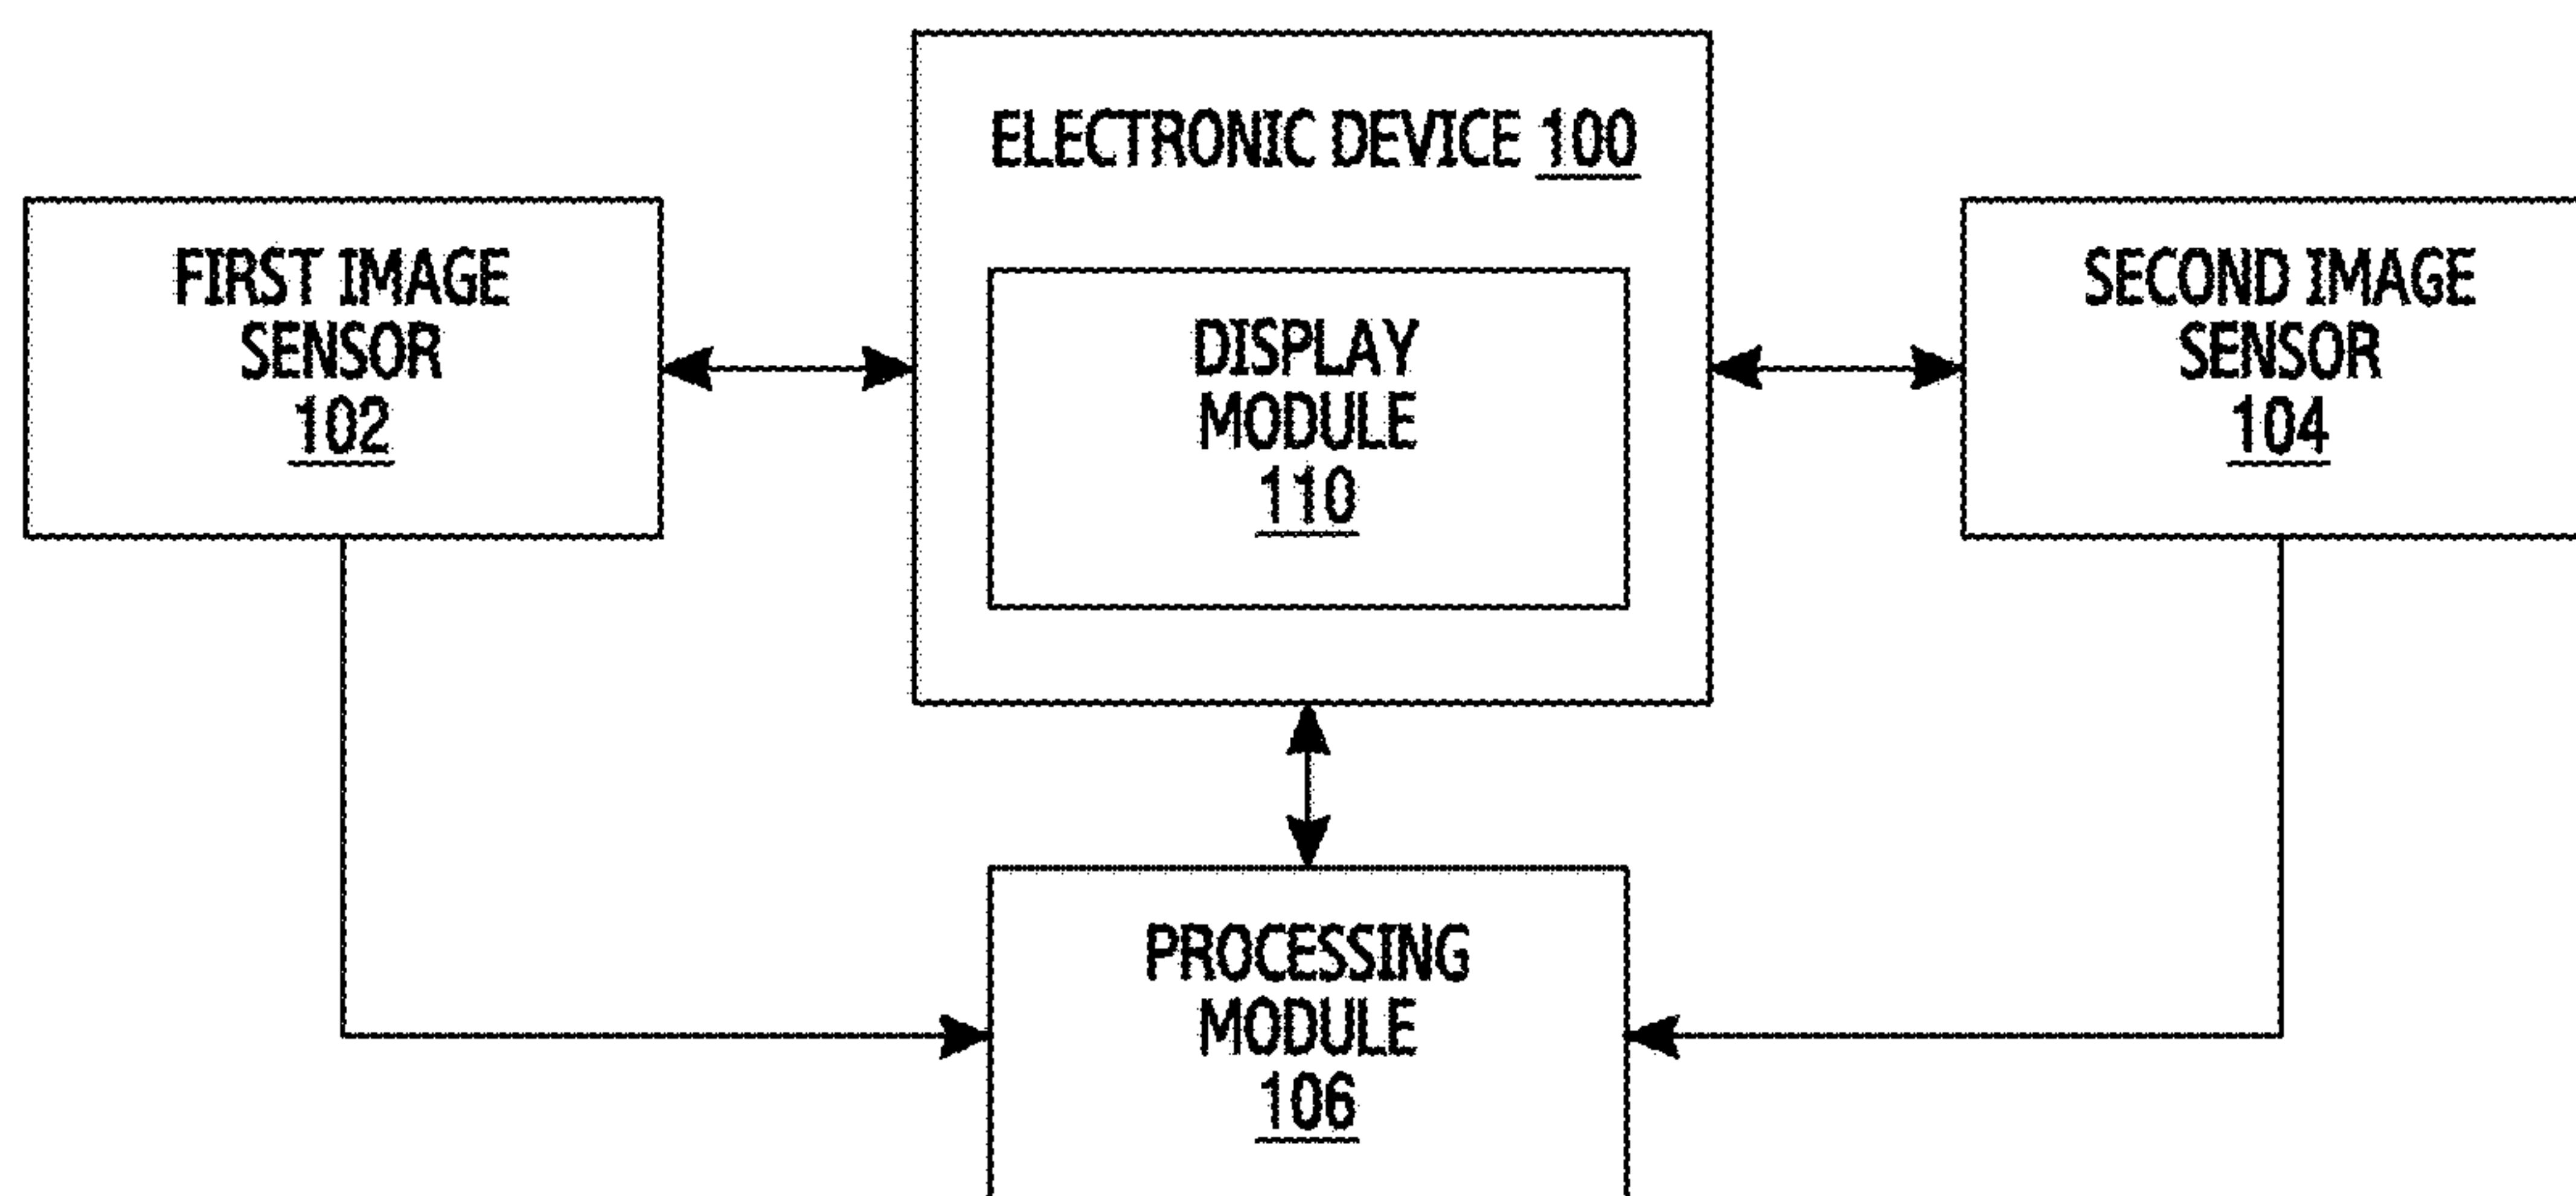 ELECTRONIC DEVICE 100
FIRST IMAGE
SENSOR
102
DISPLAY
MODULE
110
SECOND IMAGE
SENSOR
104
PROCESSING
MODULE
106